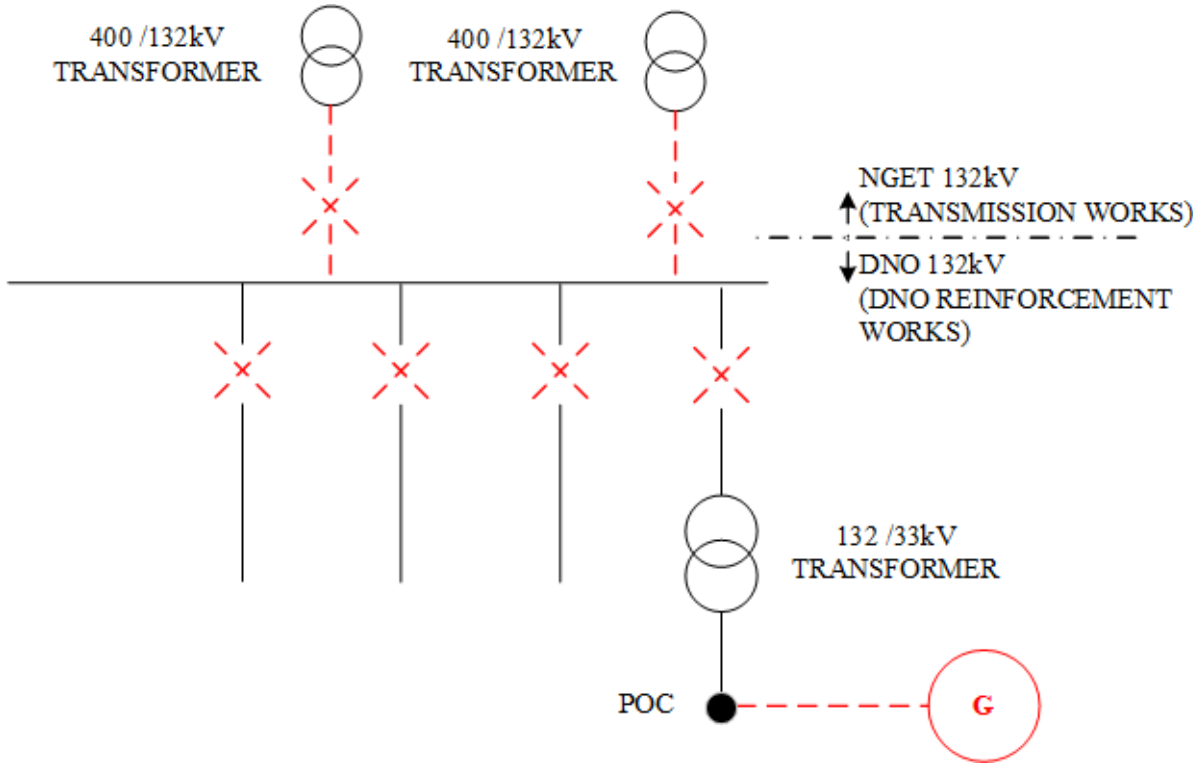 400 /132kV
TRANSFORMER
400 /132kV
TRANSFORMER
NGET 132kV
(TRANSMISSION WORKS)
DNO 132kV
(DNO REINFORCEMENT
WORKS)
132 /33kV
TRANSFORMER
POC
G